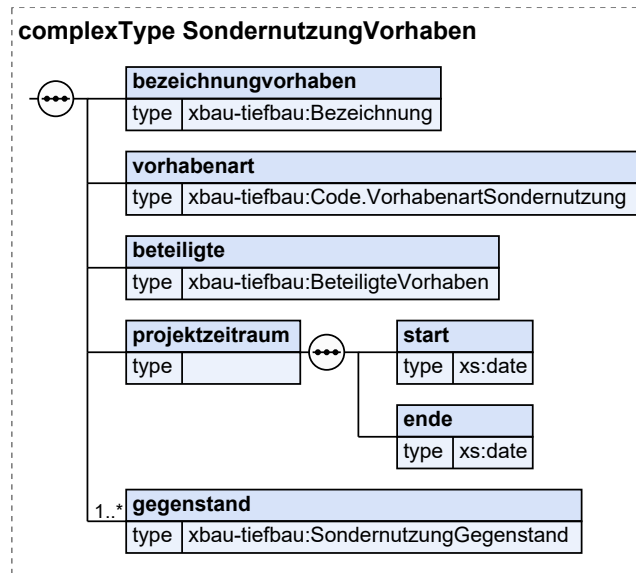 complexType SondernutzungVorhaben
bezeichnungvorhaben
type xbau-tiefbau:Bezeichnung
vorhabenart
type xbau-tiefbau:Code.VorhabenartSondernutzung
beteiligte
type xbau-tiefbau:BeteiligteVorhaben
projektzeitraum
type
start
type xs:date
ende
type xs:date
1..*
gegenstand
type xbau-tiefbau:SondernutzungGegenstand